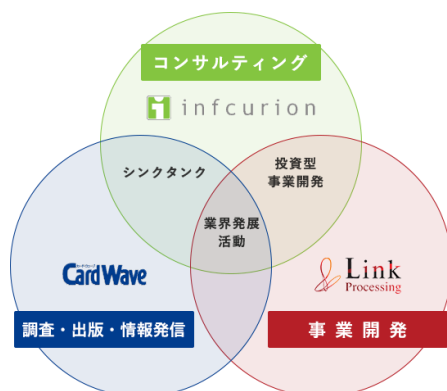 コンサルティング
infcurion
シンクタンク
投資型
事業開発
業界発展
活動
CardWave
Link
Processing
調査・出版・情報発信
事業開発